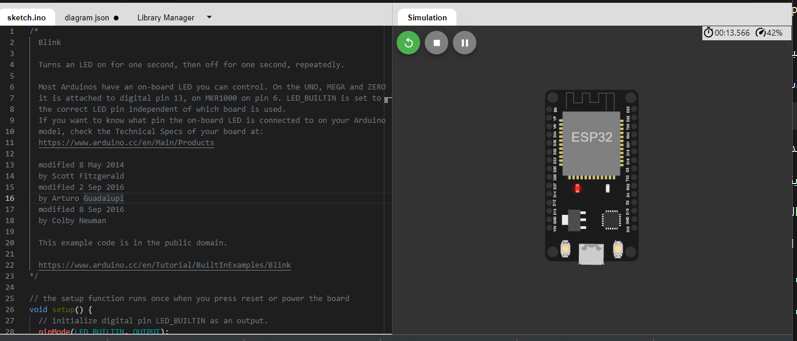 sketch.ino
diagram.json
Library Manager
1 /*
2 Blink
3
4 Turns an LED on for one second, then off for one second, repeatedly.
5
6 Most Arduinos have an on-board LED you can control. On the UNO, MEGA and ZERO
7 it is attached to digital pin 13, on MKR1000 on pin 6. LED_BUILTIN is set to
8 the correct LED pin independent of which board is used.
9 If you want to know what pin the on-board LED is connected to on your Arduino
10 model, check the Technical Specs of your board at:
11 https://www.arduino.cc/en/Main/Products
12
13 modified 8 May 2014
14 by Scott Fitzgerald
15 modified 2 Sep 2016
16 by Arturo Guadalupi
17 modified 8 Sep 2016
18 by Colby Newman
19
20 This example code is in the public domain.
21
22 https://www.arduino.cc/en/Tutorial/BuiltInExamples/Blink
23 */
24
25 // the setup function runs once when you press reset or power the board
26 void setup() {
27 // initialize digital pin LED_BUILTIN as an output.
28 pinMode(LED_BUILTIN, OUTPUT);
Simulation
00:13.566
42%
ESP32